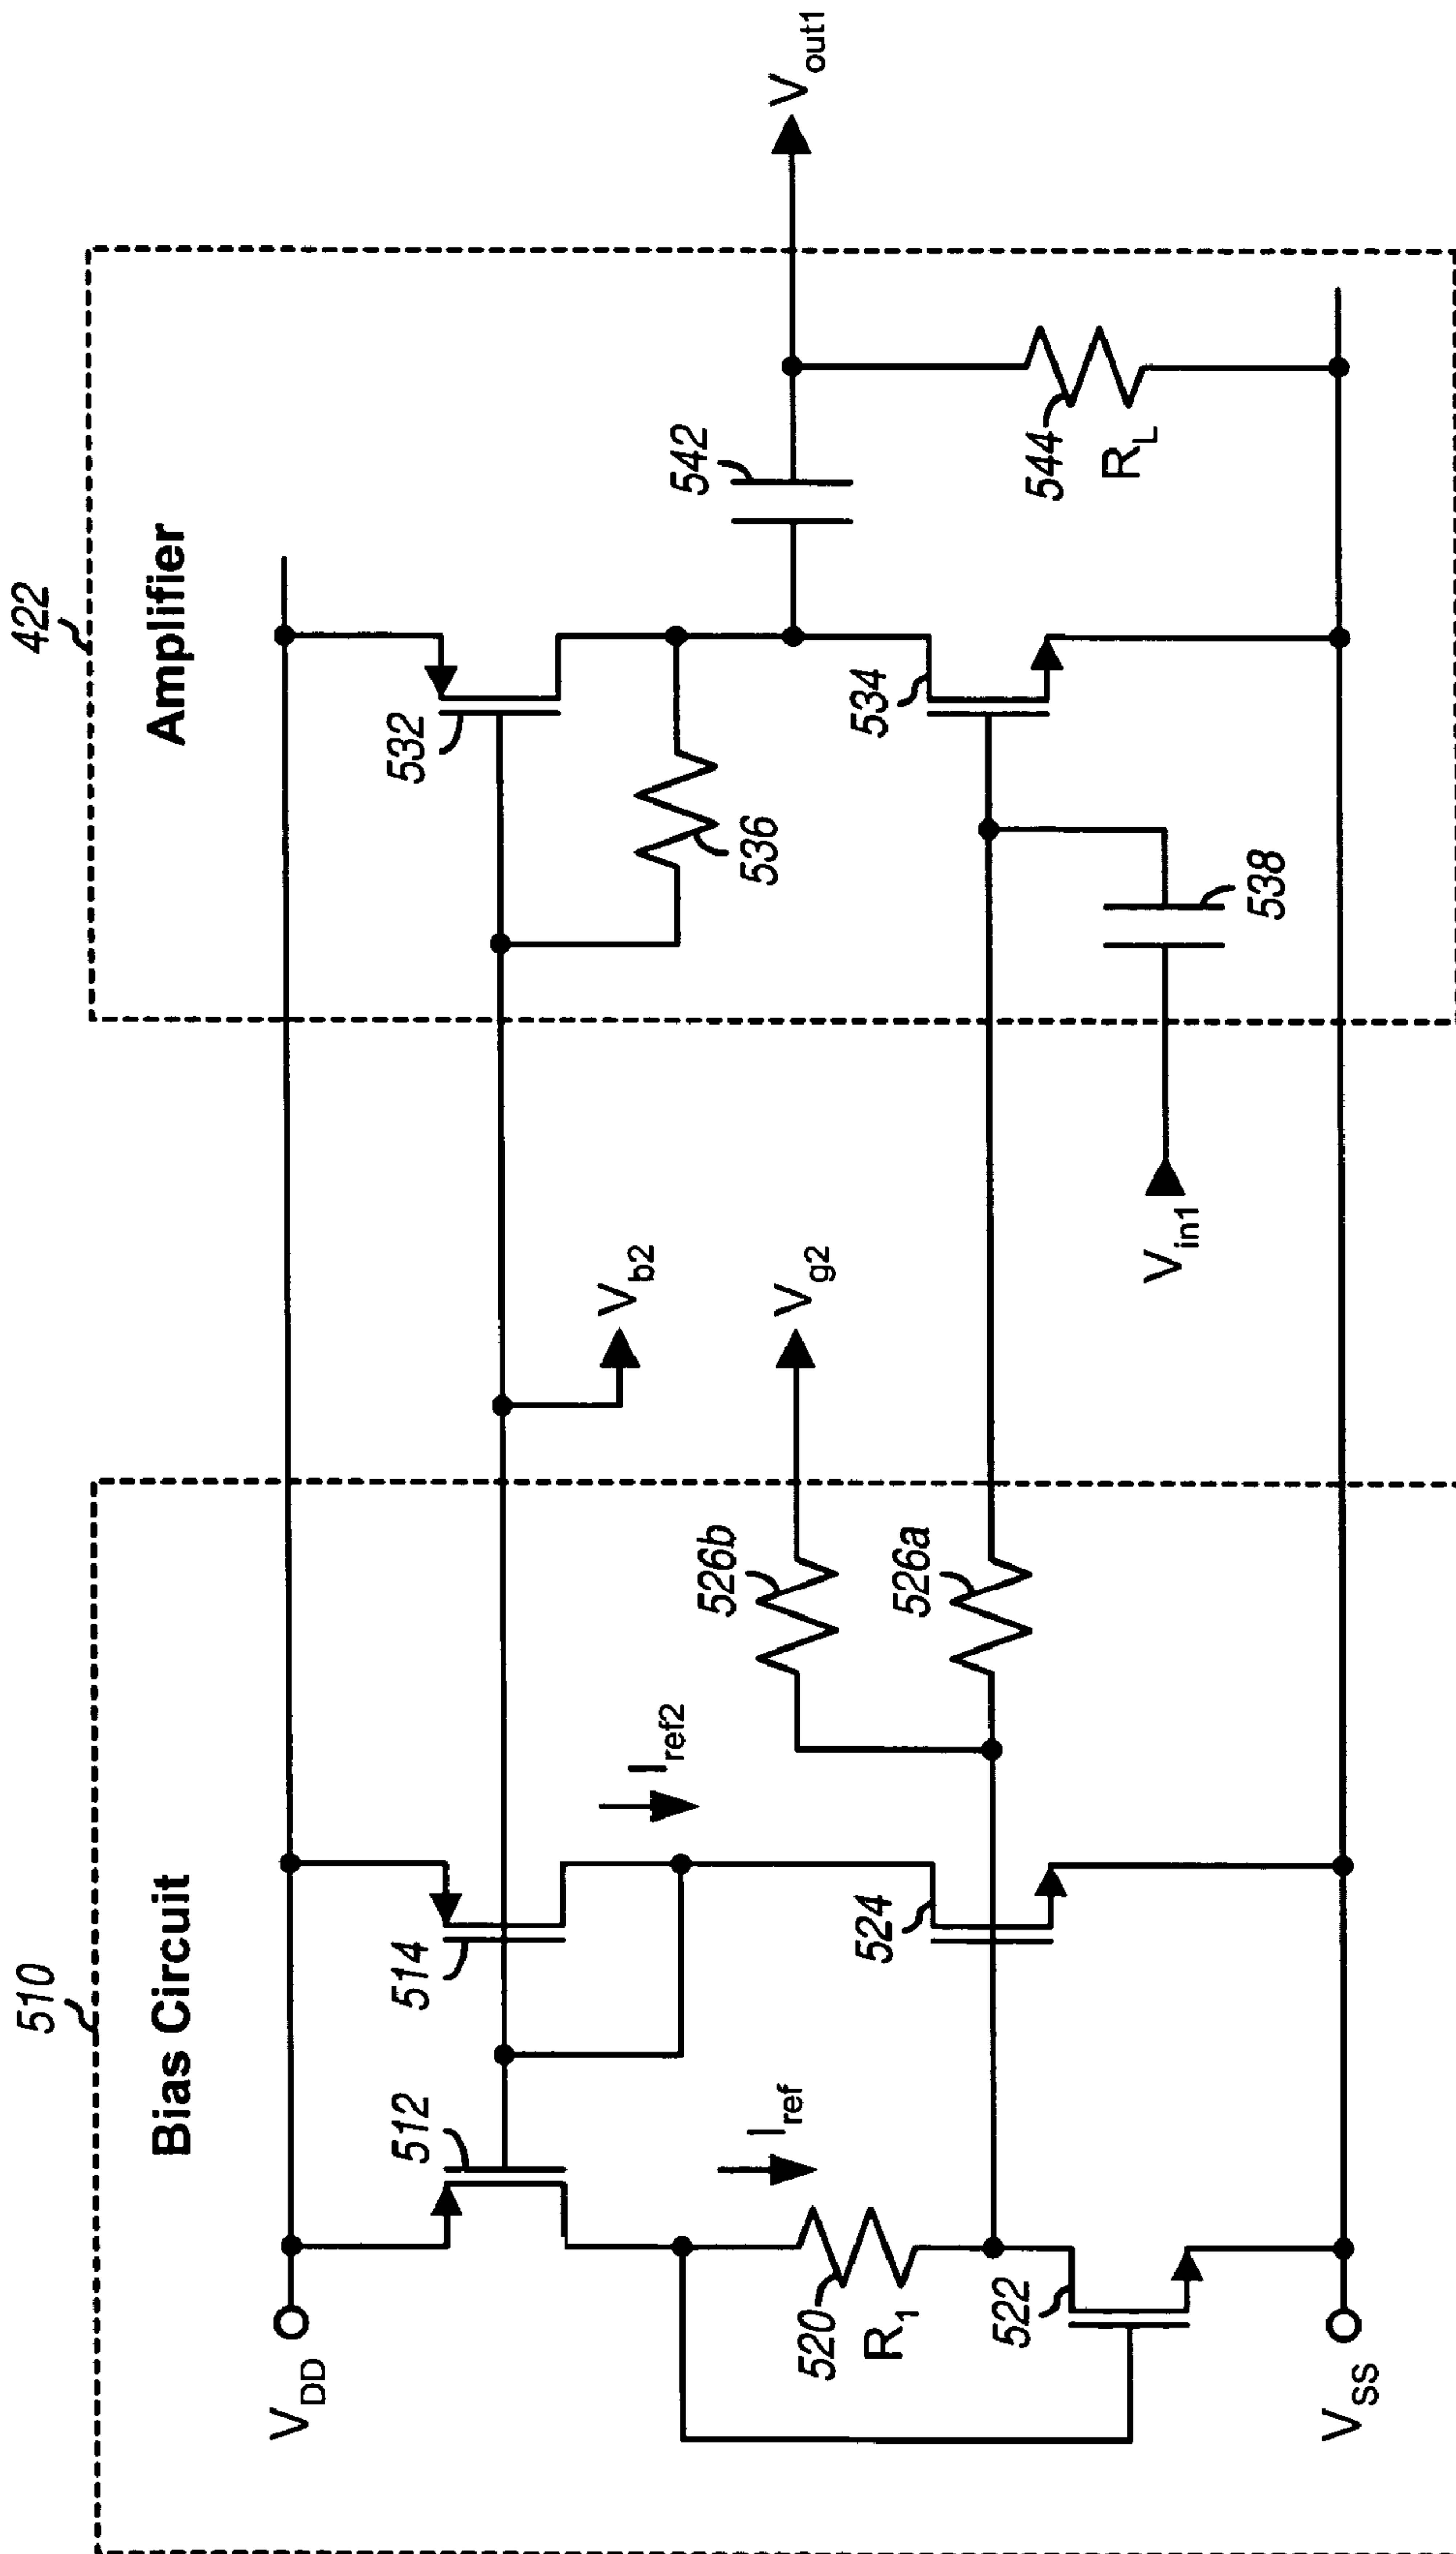 510
422
Bias Circuit
Amplifier
V_DD
512
514
532
542
V_out1
I_ref
I_ref2
V_b2
536
520
R_1
526b
V_g2
534
544
R_L
522
524
526a
V_in1
538
V_SS